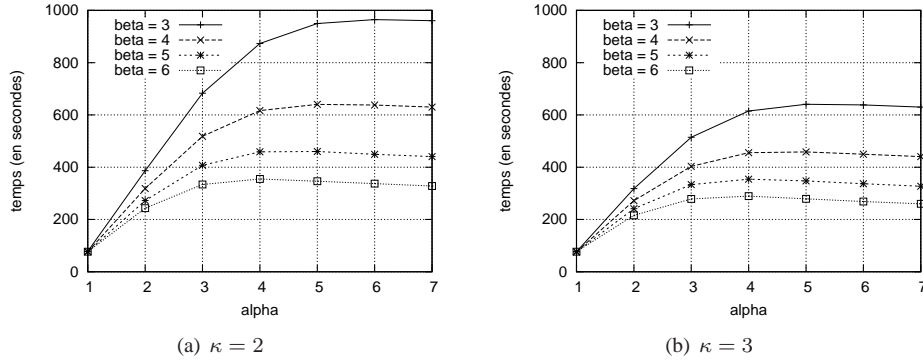 1000
800
600
400
200
0
temps (en secondes)
beta = 3
beta = 4
beta = 5
beta = 6
1 2 3 4 5 6 7
alpha
(a) κ = 2
1000
800
600
400
200
0
temps (en secondes)
beta = 3
beta = 4
beta = 5
beta = 6
1 2 3 4 5 6 7
alpha
(b) κ = 3